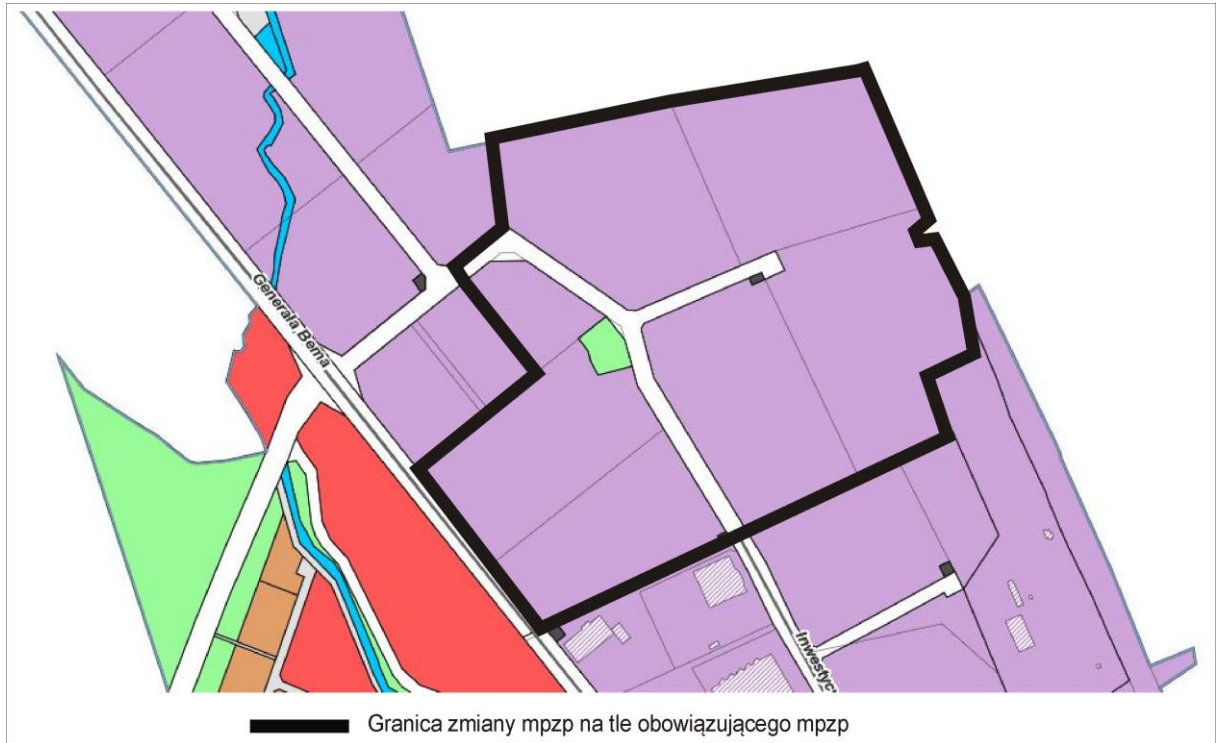 Generała Bema
Inwestyc
Granica zmiany mpzp na tle obowiązującego mpzp